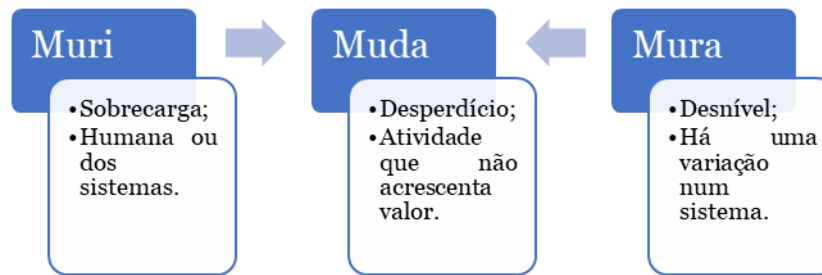 Muri
•Sobrecarga;
•Humana ou
dos
sistemas.
Muda
•Desperdício;
•Atividade
que não
acrescenta
valor.
Mura
•Desnível;
•Há uma
variação
num
sistema.